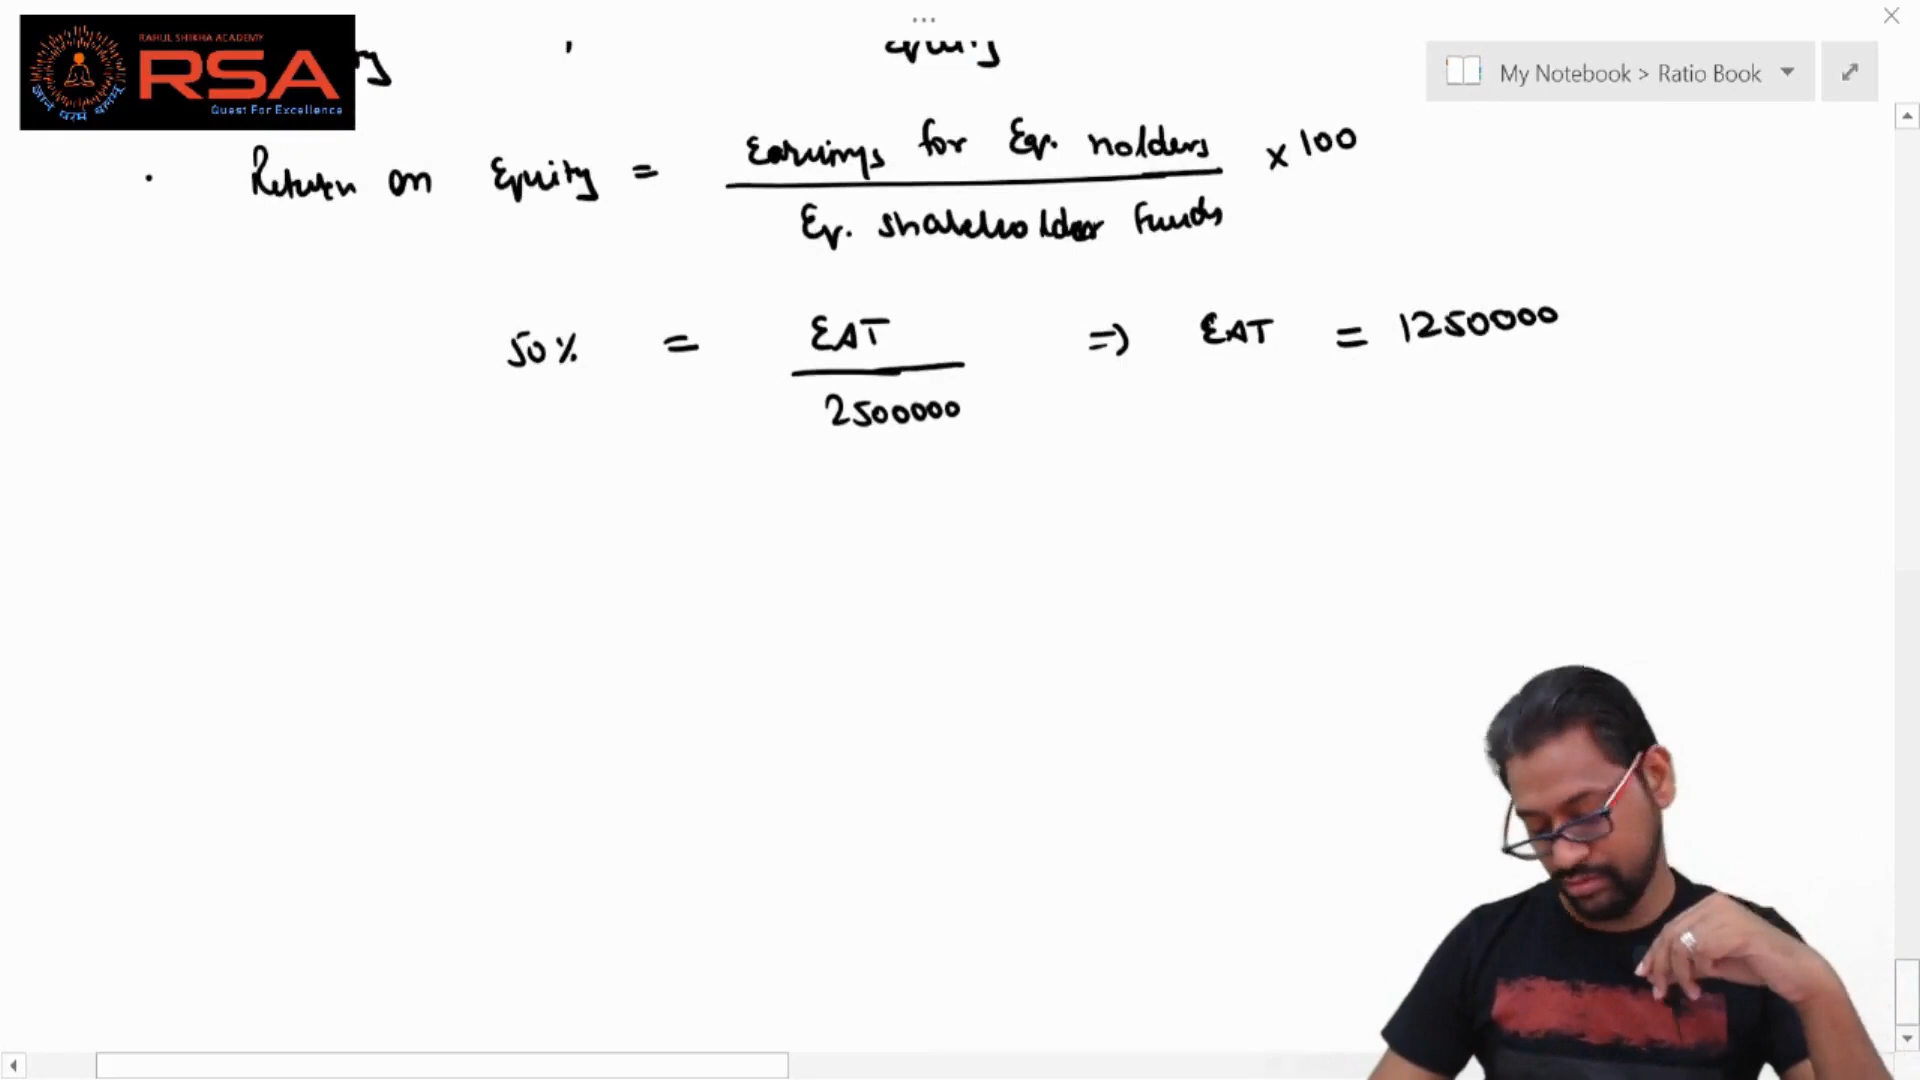 RAHUL SHIKHA ACADEMY
RSA
Quest For Excellence
My Notebook > Ratio Book
· Return on Equity = Earnings for Eq. holders × 100
Eq. shareholder Funds
50% = EAT => EAT = 1250000
2500000